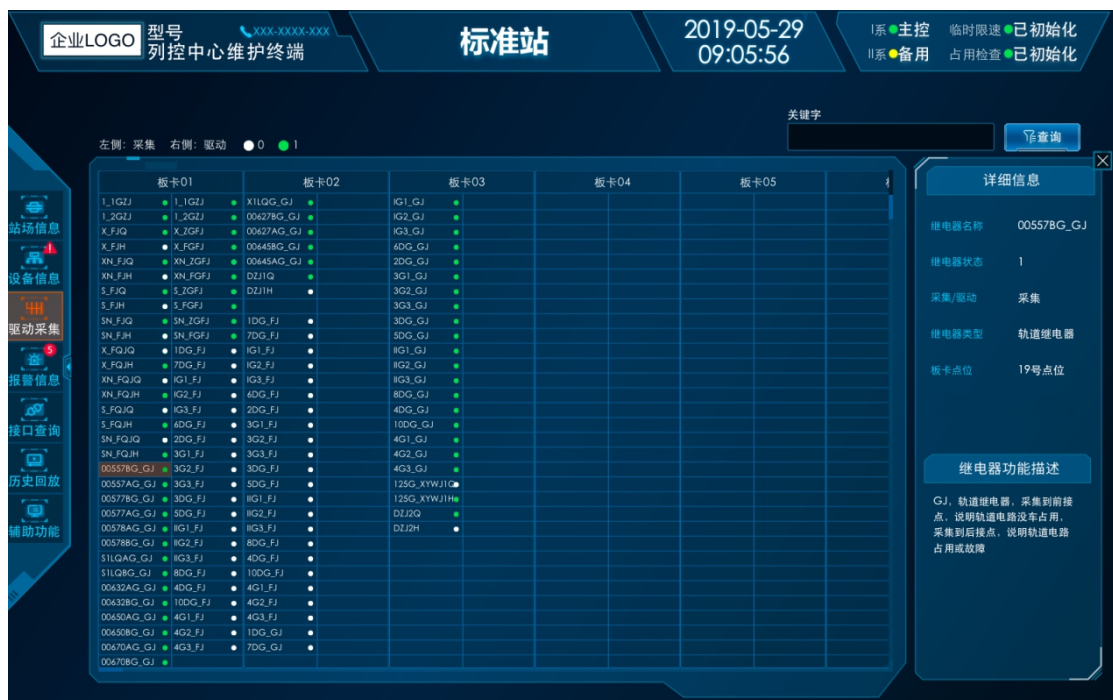 企业LOGO
型号
列控中心维护终端
XXX-XXXX-XXX
标准站
2019-05-29
09:05:56
I系 主控 临时限速 已初始化
II系 备用 占用检查 已初始化
关键字
查询
左侧：采集 右侧：驱动 0 1
站场信息
设备信息
驱动采集
5
报警信息
接口查询
历史回放
辅助功能
板卡01 板卡02 板卡03 板卡04 板卡05
1_1GZJ 1_1GZJ X1LQG_GJ IG1_GJ
1_2GZJ 1_2GZJ 00627BG_GJ IG2_GJ
X_FJQ X_ZGFJ 00627AG_GJ IG3_GJ
X_FJH X_FGFJ 00645BG_GJ 6DG_GJ
XN_FJQ XN_ZGFJ 00645AG_GJ 2DG_GJ
XN_FJH XN_FGFJ DZJ1Q 3G1_GJ
S_FJQ S_ZGFJ DZJ1H 3G2_GJ
S_FJH S_FGFJ 3G3_GJ
SN_FJQ SN_ZGFJ 1DG_FJ 3DG_GJ
SN_FJH SN_FGFJ 7DG_FJ 5DG_GJ
X_FQJQ 1DG_FJ IG1_FJ IIG1_GJ
X_FQJH 7DG_FJ IG2_FJ IIG2_GJ
XN_FQJQ IG1_FJ IG3_FJ IIG3_GJ
XN_FQJH IG2_FJ 6DG_FJ 8DG_GJ
S_FQJQ IG3_FJ 2DG_FJ 4DG_GJ
S_FQJH 6DG_FJ 3G1_FJ 10DG_GJ
SN_FQJQ 2DG_FJ 3G2_FJ 4G1_GJ
SN_FQJH 3G1_FJ 3G3_FJ 4G2_GJ
00557BG_GJ 3G2_FJ 3DG_FJ 4G3_GJ
00557AG_GJ 3G3_FJ 5DG_FJ 125G_XYWJ1Q
00577BG_GJ 3DG_FJ IIG1_FJ 125G_XYWJ1H
00577AG_GJ 5DG_FJ IIG2_FJ DZJ2Q
00578AG_GJ IIG1_FJ IIG3_FJ DZJ2H
00578BG_GJ IIG2_FJ 8DG_FJ
S1LQAG_GJ IIG3_FJ 4DG_FJ
S1LQBG_GJ 8DG_FJ 10DG_FJ
00632AG_GJ 4DG_FJ 4G1_FJ
00632BG_GJ 10DG_FJ 4G2_FJ
00650AG_GJ 4G1_FJ 4G3_FJ
00650BG_GJ 4G2_FJ 1DG_GJ
00670AG_GJ 4G3_FJ 7DG_GJ
00670BG_GJ
详细信息
继电器名称 00557BG_GJ
继电器状态 1
采集/驱动 采集
继电器类型 轨道继电器
板卡点位 19号点位
继电器功能描述
GJ，轨道继电器，采集到前接
点，说明轨道电路没车占用，
采集到后接点，说明轨道电路
占用或故障